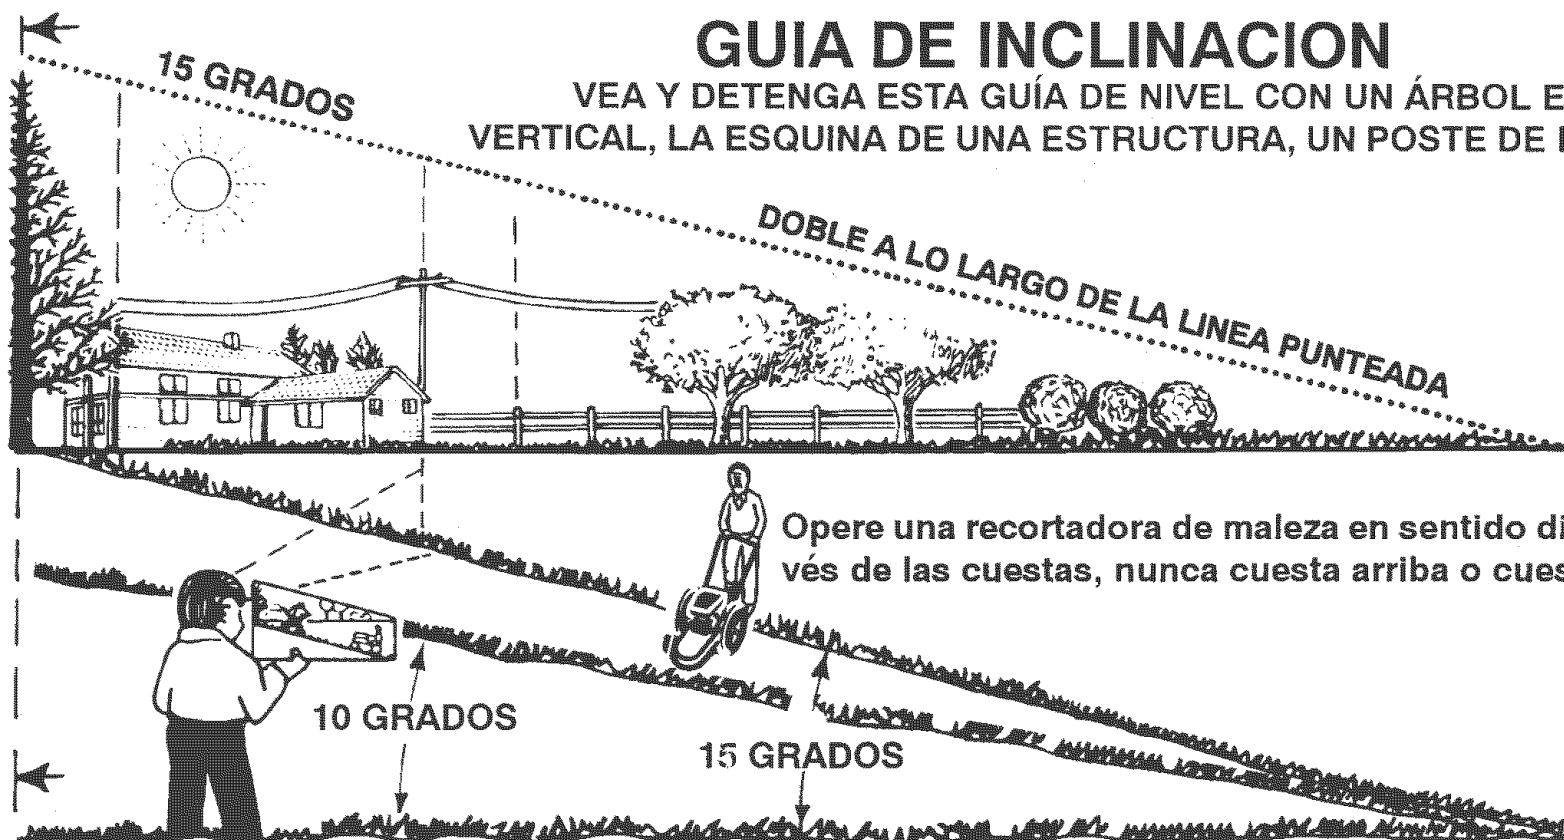 GUIA DE INCLINACION
15 GRADOS
VEA Y DETENGA ESTA GUÍA DE NIVEL CON UN ÁRBOL E
VERTICAL, LA ESQUINA DE UNA ESTRUCTURA, UN POSTE DE
DOBLE A LO LARGO DE LA LINEA PUNTEADA
Opere una recortadora de maleza en sentido di
vés de las cuestas, nunca cuesta arriba o cues
10 GRADOS
15 GRADOS